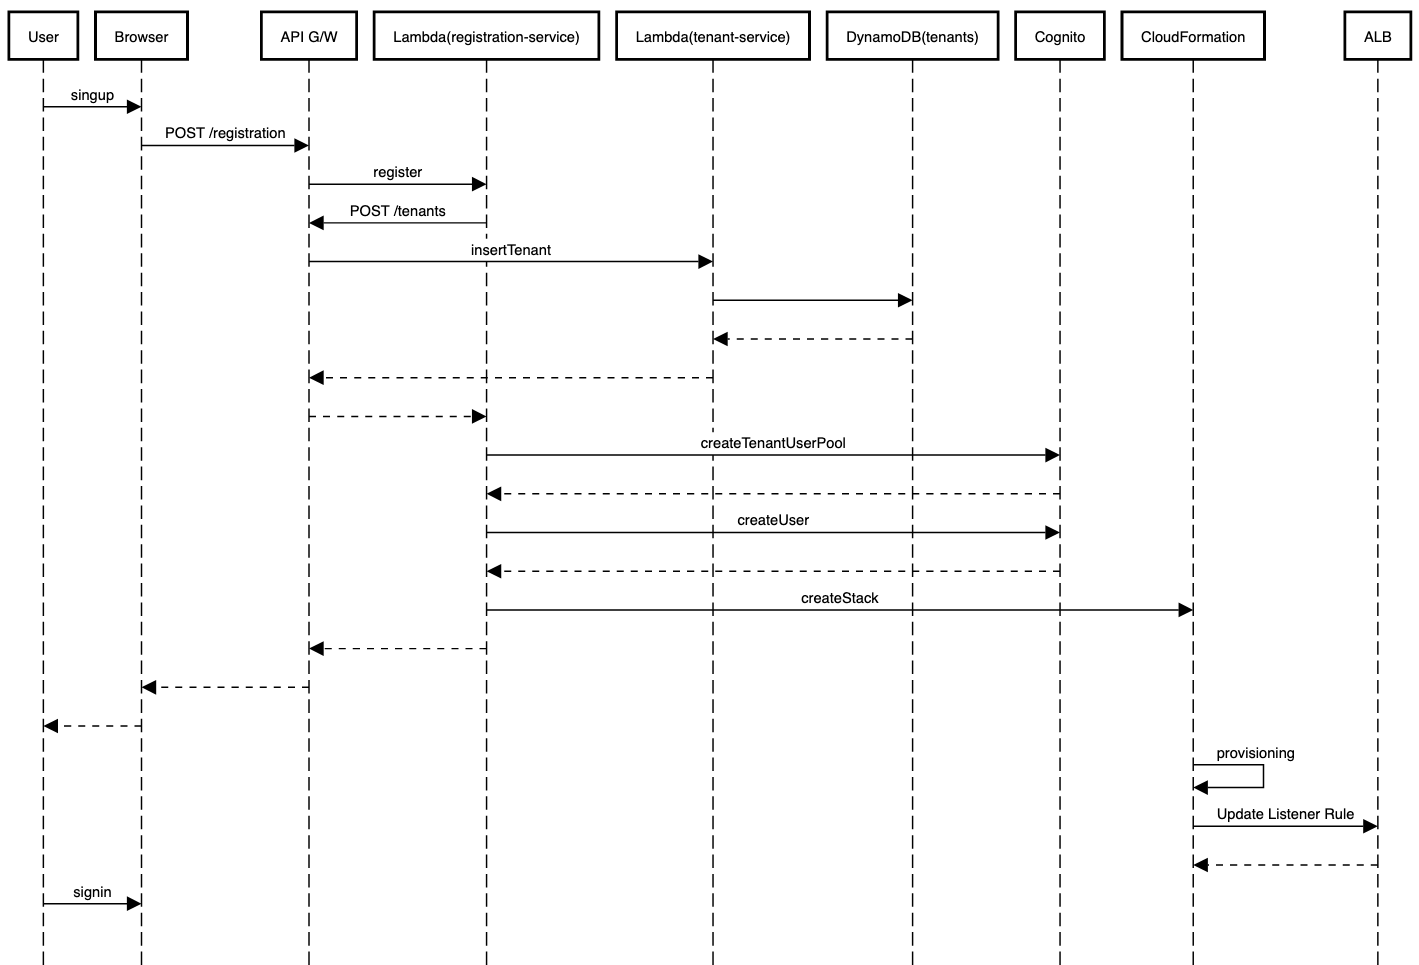 User
Browser
API G/W
Lambda(registration-service)
Lambda(tenant-service)
DynamoDB(tenants)
Cognito
CloudFormation
ALB
singup
POST /registration
register
POST /tenants
insertTenant
createTenantUserPool
createUser
createStack
provisioning
Update Listener Rule
signin